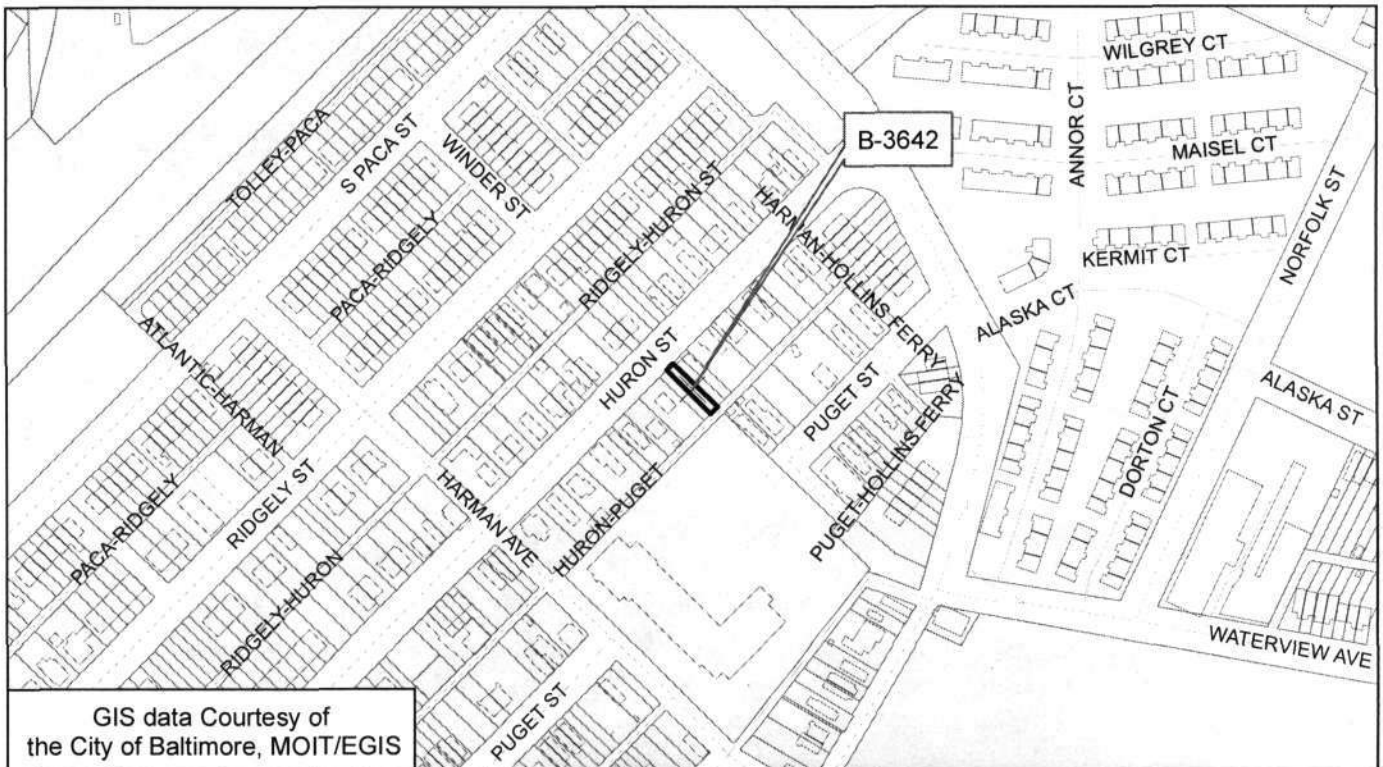 WILGREY CT
ANNOR CT
B-3642
MAISEL CT
TOLLEY-PACA
S PACA ST
WINDER ST
RIDGELY-HURON ST
HARMAN-HOLLINS FERRY
NORFOLK ST
PACA-RIDGELY
KERMIT CT
ALASKA CT
ATLANTIC-HARMAN
HURON ST
PUGET ST
ALASKA ST
PUGET-HOLLINS FERRY
DORTON CT
PACA-RIDGELY
RIDGELY ST
HARMAN AVE
HURON-PUGET
RIDGELY-HURON
WATERVIEW AVE
PUGET ST
GIS data Courtesy of
the City of Baltimore, MOIT/EGIS